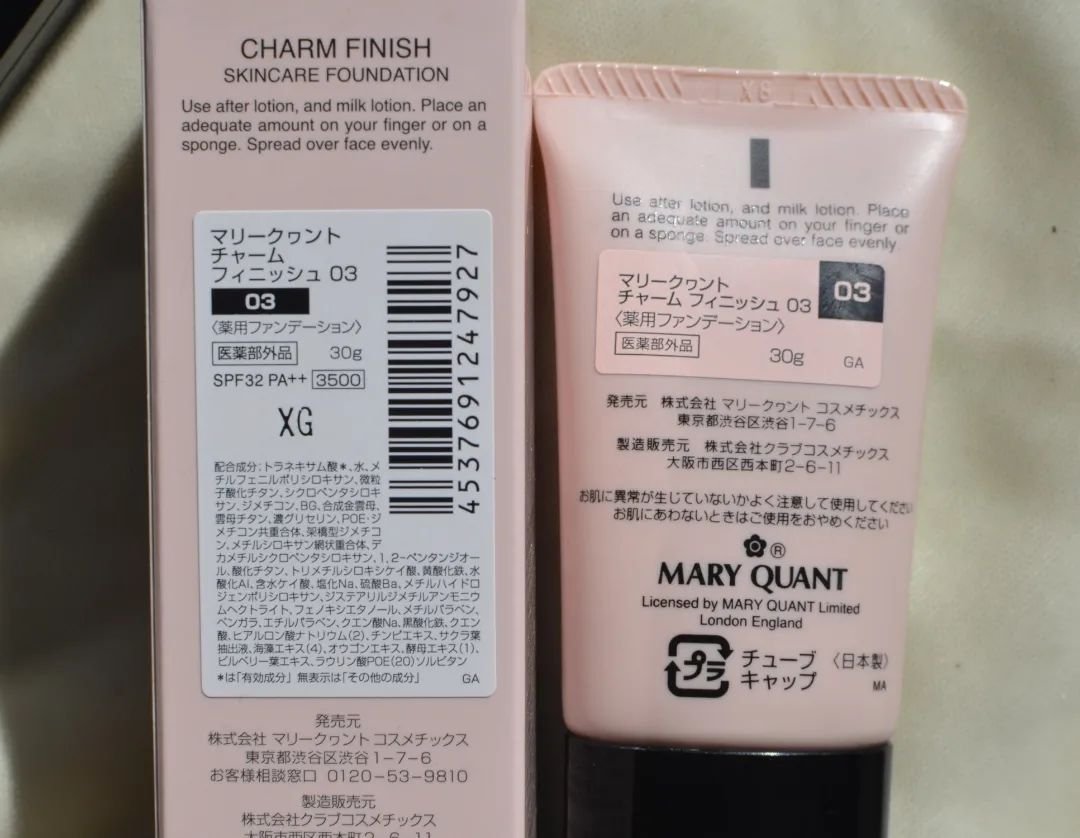 CHARM FINISH
SKINCARE FOUNDATION
Use after lotion, and milk lotion. Place an
adequate amount on your finger or on a
sponge. Spread over face evenly.
マリークヮント
チャーム
フィニッシュ 03
03
〈薬用ファンデーション〉
医薬部外品 30g
SPF32 PA++ 3500
XG
4537691247927
配合成分:トラネキサム酸*、水、メ
チルフェニルポリシロキサン、微粒
子酸化チタン、シクロペンタシロキ
サン、ジメチコン、BG、合成金雲母、
雲母チタン、濃グリセリン、POE・ジ
メチコン共重合体、架橋型ジメチコ
ン、メチルシロキサン網状重合体、デ
カメチルシクロペンタシロキサン、1,2-ペンタンジオー
ル、酸化チタン、トリメチルシロキシケイ酸、黄酸化鉄、水
酸化Al、含水ケイ酸、塩化Na、硫酸Ba、メチルハイドロ
ジェンポリシロキサン、ジステアリルジメチルアンモニウ
ムヘクトライト、フェノキシエタノール、メチルパラベン、
ベンガラ、エチルパラベン、クエン酸Na、黒酸化鉄、クエン
酸、ヒアルロン酸ナトリウム(2)、チンピエキス、サクラ葉
抽出液、海藻エキス(4)、オウゴンエキス、酵母エキス(1)、
ビルベリー葉エキス、ラウリン酸POE(20)ソルビタン
*は「有効成分」 無表示は「その他の成分」 GA
発売元
株式会社 マリークヮント コスメチックス
東京都渋谷区渋谷1-7-6
お客様相談窓口 0120-53-9810
製造販売元
株式会社クラブコスメチックス
大阪市西区西本町2-6-11
XG
Use after lotion, and milk lotion. Place
an adequate amount on your finger or
on a sponge. Spread over face evenly.
マリークヮント
チャーム フィニッシュ 03
03
〈薬用ファンデーション〉
医薬部外品 30g GA
発売元 株式会社 マリークヮント コスメチックス
東京都渋谷区渋谷1-7-6
製造販売元 株式会社クラブコスメチックス
大阪市西区西本町2-6-11
お肌に異常が生じていないかよく注意して使用してください
お肌にあわないときはご使用をおやめください
®
MARY QUANT
Licensed by MARY QUANT Limited
London England
プラ チューブ 〈日本製〉
キャップ MA